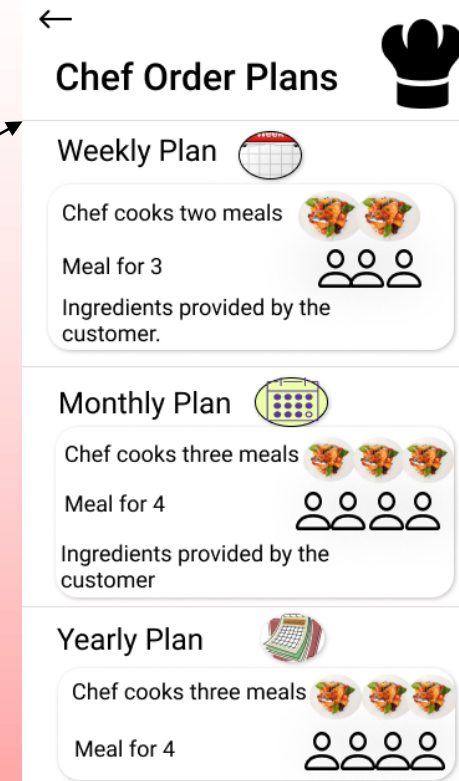 Chef Order Plans
Weekly Plan
Chef cooks two meals
Meal for 3
Ingredients provided by the
customer.
Monthly Plan
Chef cooks three meals
Meal for 4
Ingredients provided by the
customer
Yearly Plan
Chef cooks three meals
Meal for 4